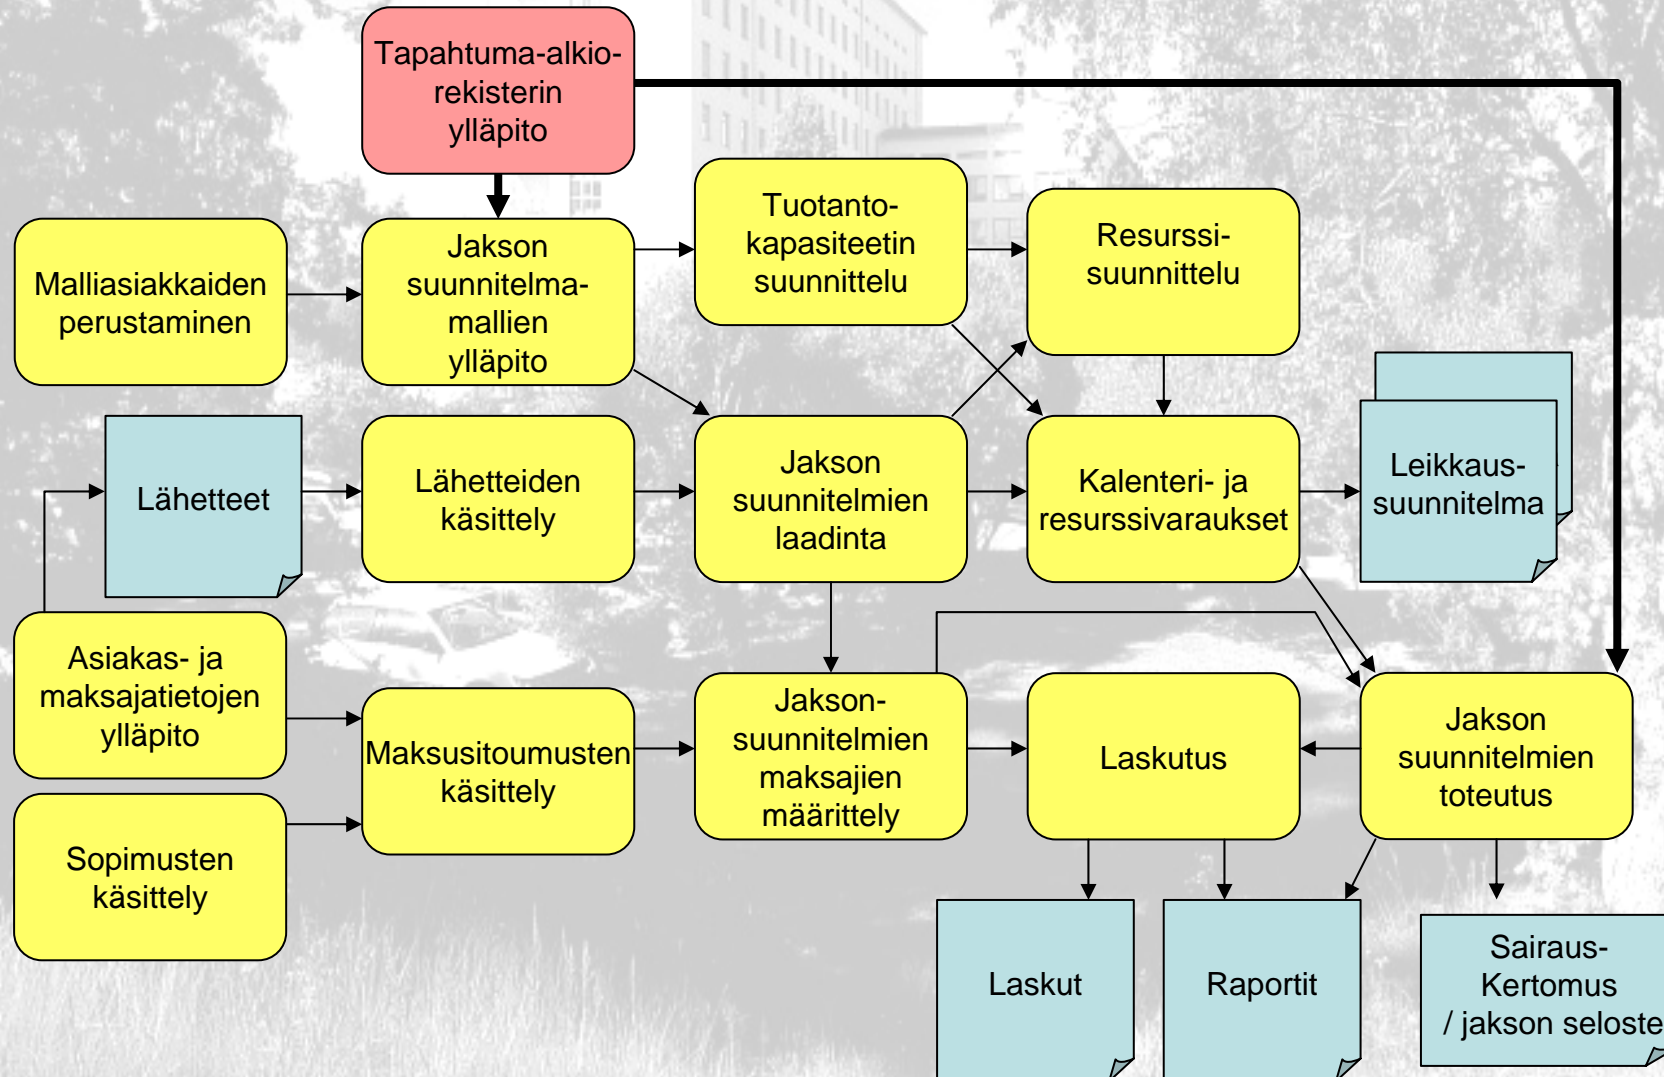 Tapahtuma-alkio-
rekisterin
ylläpito
Tuotanto-
kapasiteetin
suunnittelu
Resurssi-
suunnittelu
Malliasiakkaiden
perustaminen
Jakson
suunnitelma-
mallien
ylläpito
Lähetteet
Lähetteiden
käsittely
Jakson
suunnitelmien
laadinta
Kalenteri- ja
resurssivaraukset
Leikkaus-
suunnitelma
Asiakas- ja
maksajatietojen
ylläpito
Maksusitoumusten
käsittely
Jakson-
suunnitelmien
maksajien
määrittely
Laskutus
Jakson
suunnitelmien
toteutus
Sopimusten
käsittely
Laskut
Raportit
Sairaus-
Kertomus
/ jakson seloste